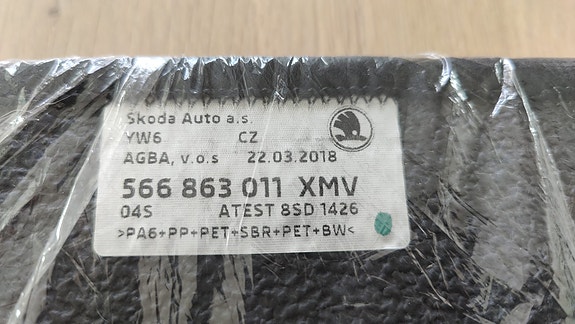 Škoda Auto a.s.
YW6 CZ
AGBA, v.o.s 22.03.2018
566 863 011 XMV
04S ATEST 8SD 1426
>PA6+PP+PET+SBR+PET+BW<